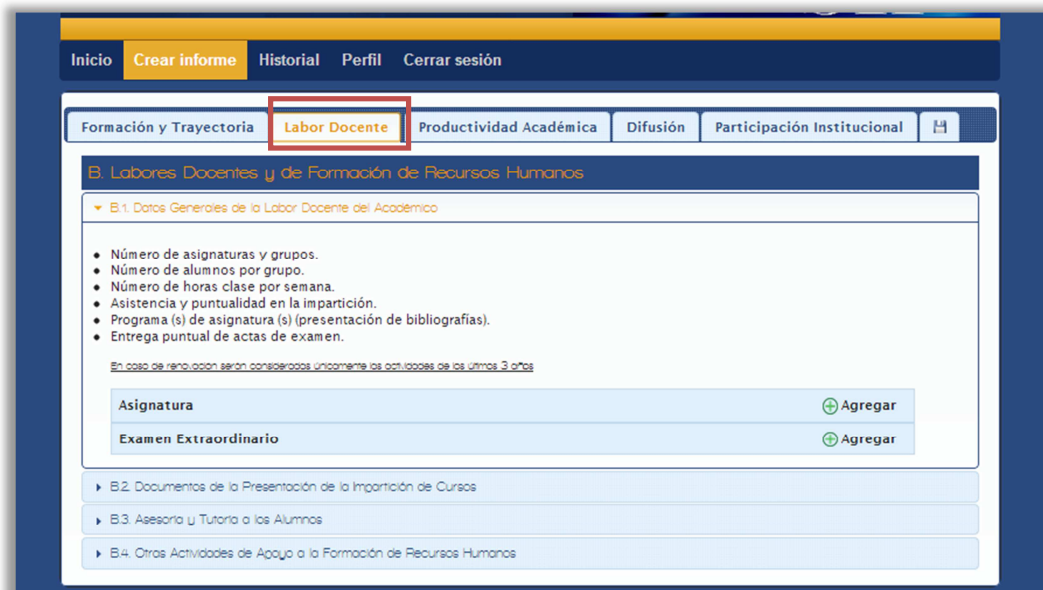 Inicio Crear informe Historial Perfil Cerrar sesión
Formación y Trayectoria Labor Docente Productividad Académica Difusión Participación Institucional
B. Labores Docentes y de Formación de Recursos Humanos
B.1. Datos Generales de la Labor Docente del Académico
Número de asignaturas y grupos.
Número de alumnos por grupo.
Número de horas clase por semana.
Asistencia y puntualidad en la impartición.
Programa (s) de asignatura (s) (presentación de bibliografías).
Entrega puntual de actas de examen.
En caso de renovación serán consideradas únicamente las actividades de los últimos 3 años
Asignatura Agregar
Examen Extraordinario Agregar
B.2. Documentos de la Presentación de la Impartición de Cursos
B.3. Asesoría y Tutoría a los Alumnos
B.4. Otras Actividades de Apoyo a la Formación de Recursos Humanos